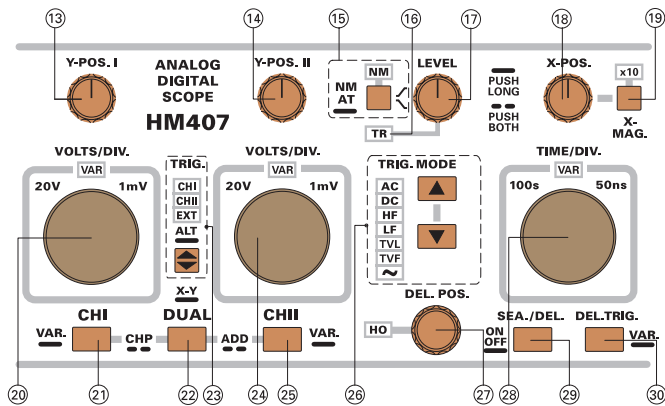 13 14 15 16 17 18 19
Y-POS. I
ANALOG
DIGITAL
SCOPE
HM407
Y-POS. II
NM
AT
NM
TR
LEVEL
PUSH
LONG
PUSH
BOTH
X-POS.
x10
X-
MAG.
VOLTS/DIV.
VAR
20V 1mV
TRIG.
CHI
CHII
EXT
ALT
VOLTS/DIV.
VAR
20V 1mV
TRIG. MODE
AC
DC
HF
LF
TVL
TVF
~
TIME/DIV.
VAR
100s 50ns
X-Y
CHI
DUAL
CHII
VAR.
CHP
ADD
VAR.
DEL. POS.
HO
ON
OFF
SEA./DEL.
DEL.TRIG.
VAR.
20 21 22 23 24 25 26 27 28 29 30